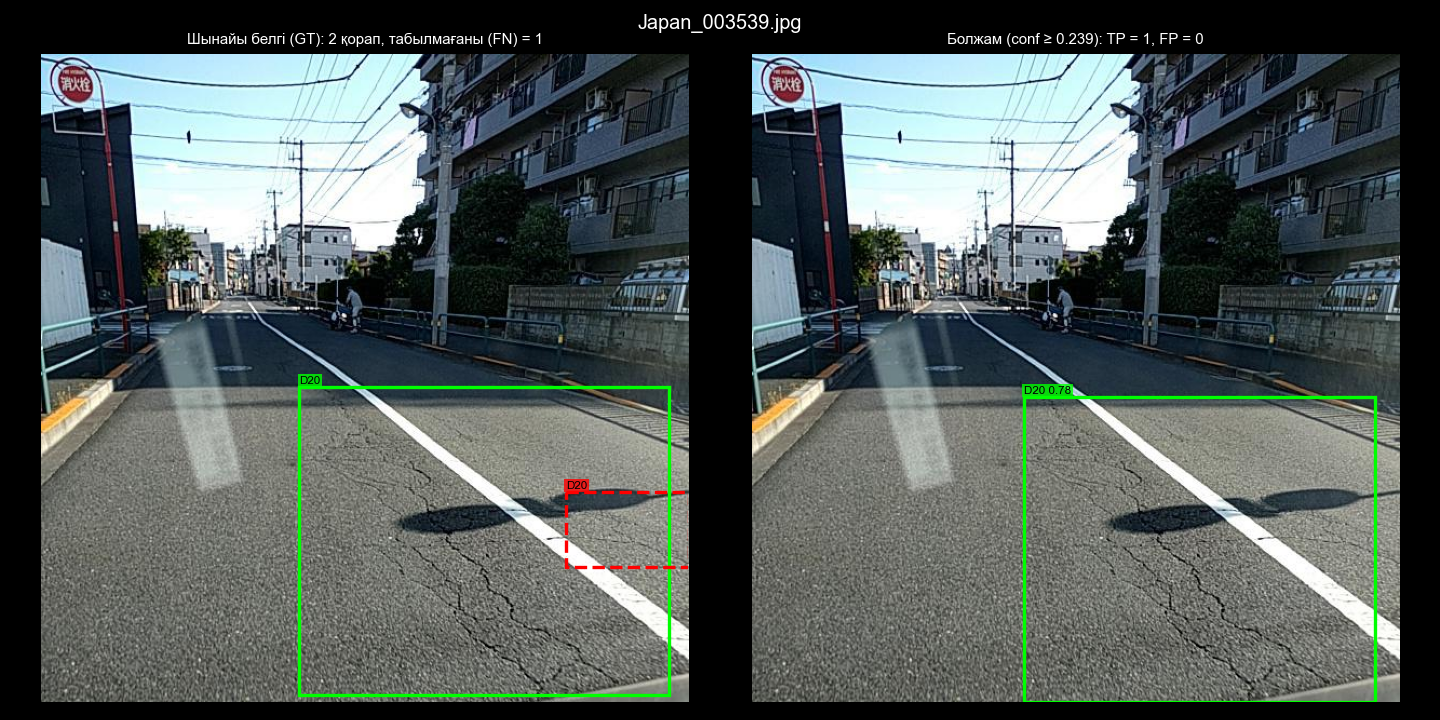 Japan_003539.jpg
Шынайы белгі (GT): 2 қорап, табылмағаны (FN) = 1
Болжам (conf ≥ 0.239): TP = 1, FP = 0
消火栓
消火栓
D20
D20 0.78
D20